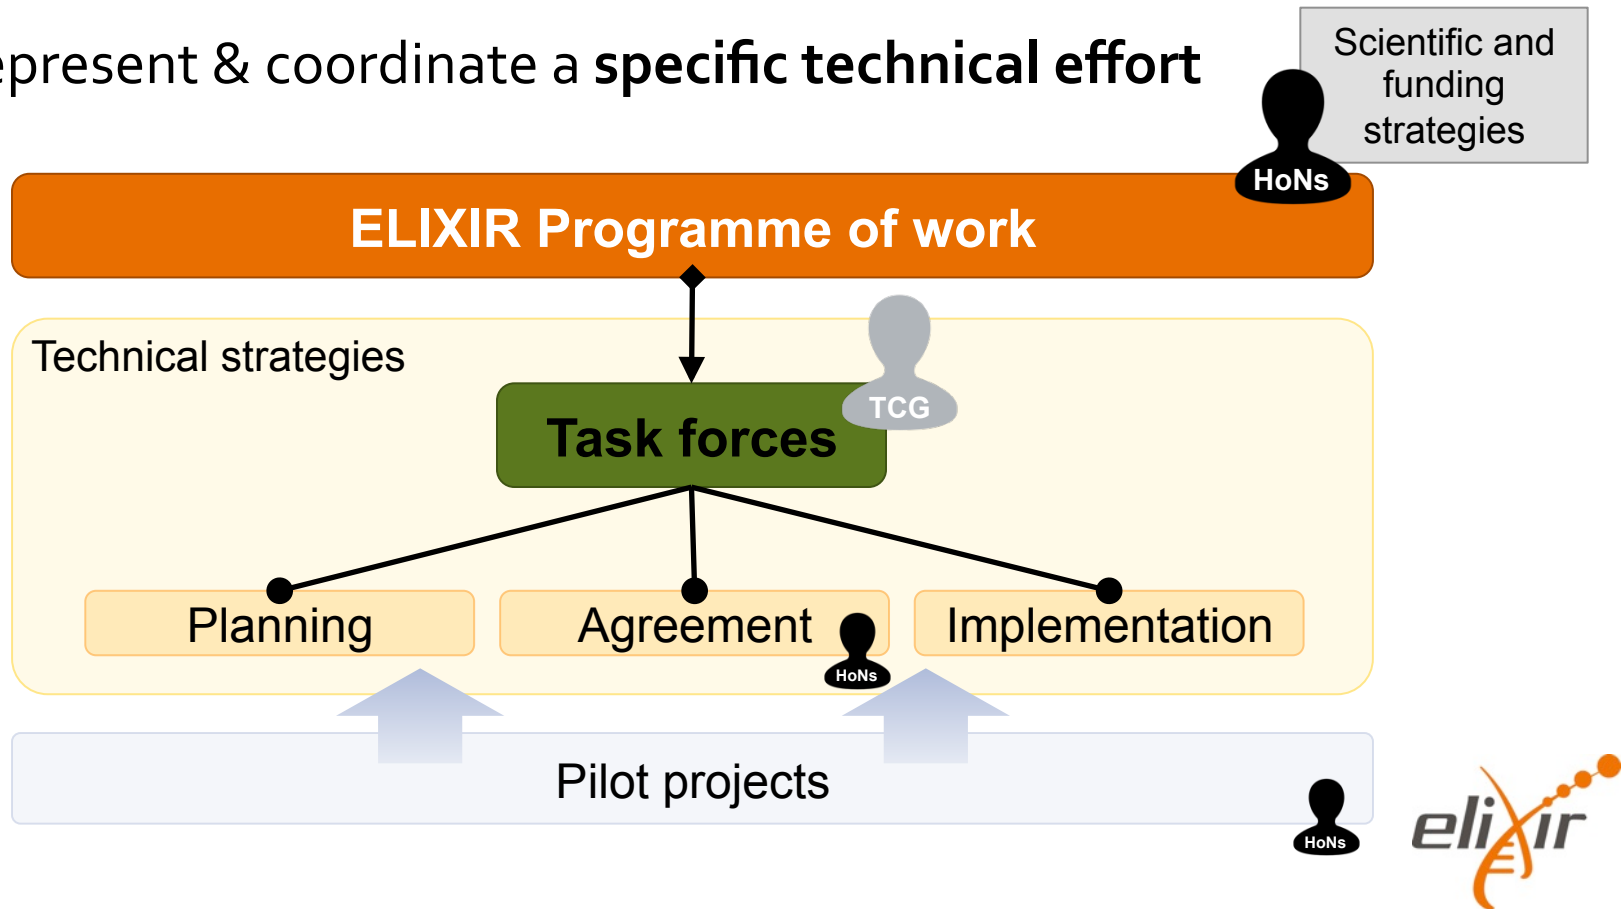 epresent & coordinate a specific technical effort
Scientific and
funding
strategies
HoNs
ELIXIR Programme of work
Technical strategies
TCG
Task forces
Planning
Agreement
HoNs
Implementation
Pilot projects
HoNs
elixir